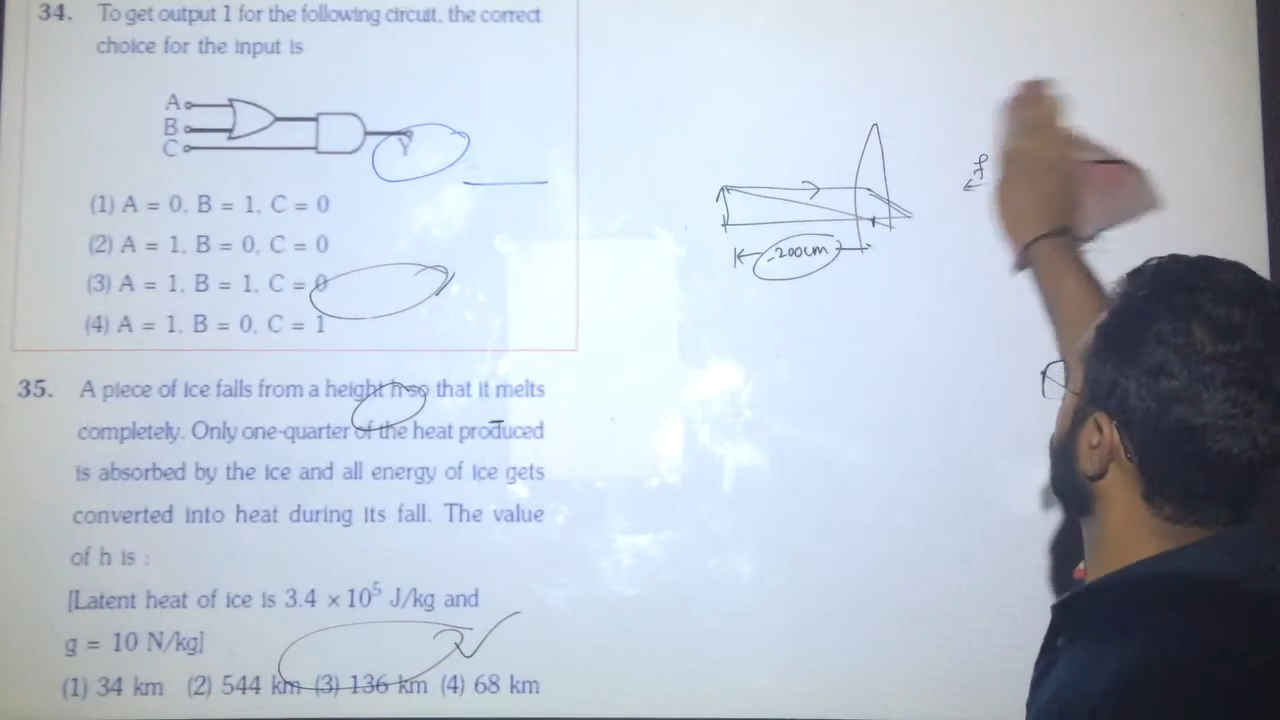 34. To get output 1 for the following circuit, the correct
choice for the input is
A
B
C
Y
(1) A = 0, B = 1, C = 0
(2) A = 1, B = 0, C = 0
(3) A = 1, B = 1, C = 0
(4) A = 1, B = 0, C = 1
35. A piece of ice falls from a height h so that it melts
completely. Only one-quarter of the heat produced
is absorbed by the ice and all energy of ice gets
converted into heat during its fall. The value
of h is :
[Latent heat of ice is 3.4 × 10⁵ J/kg and
g = 10 N/kg]
(1) 34 km (2) 544 km (3) 136 km (4) 68 km
-200cm
f